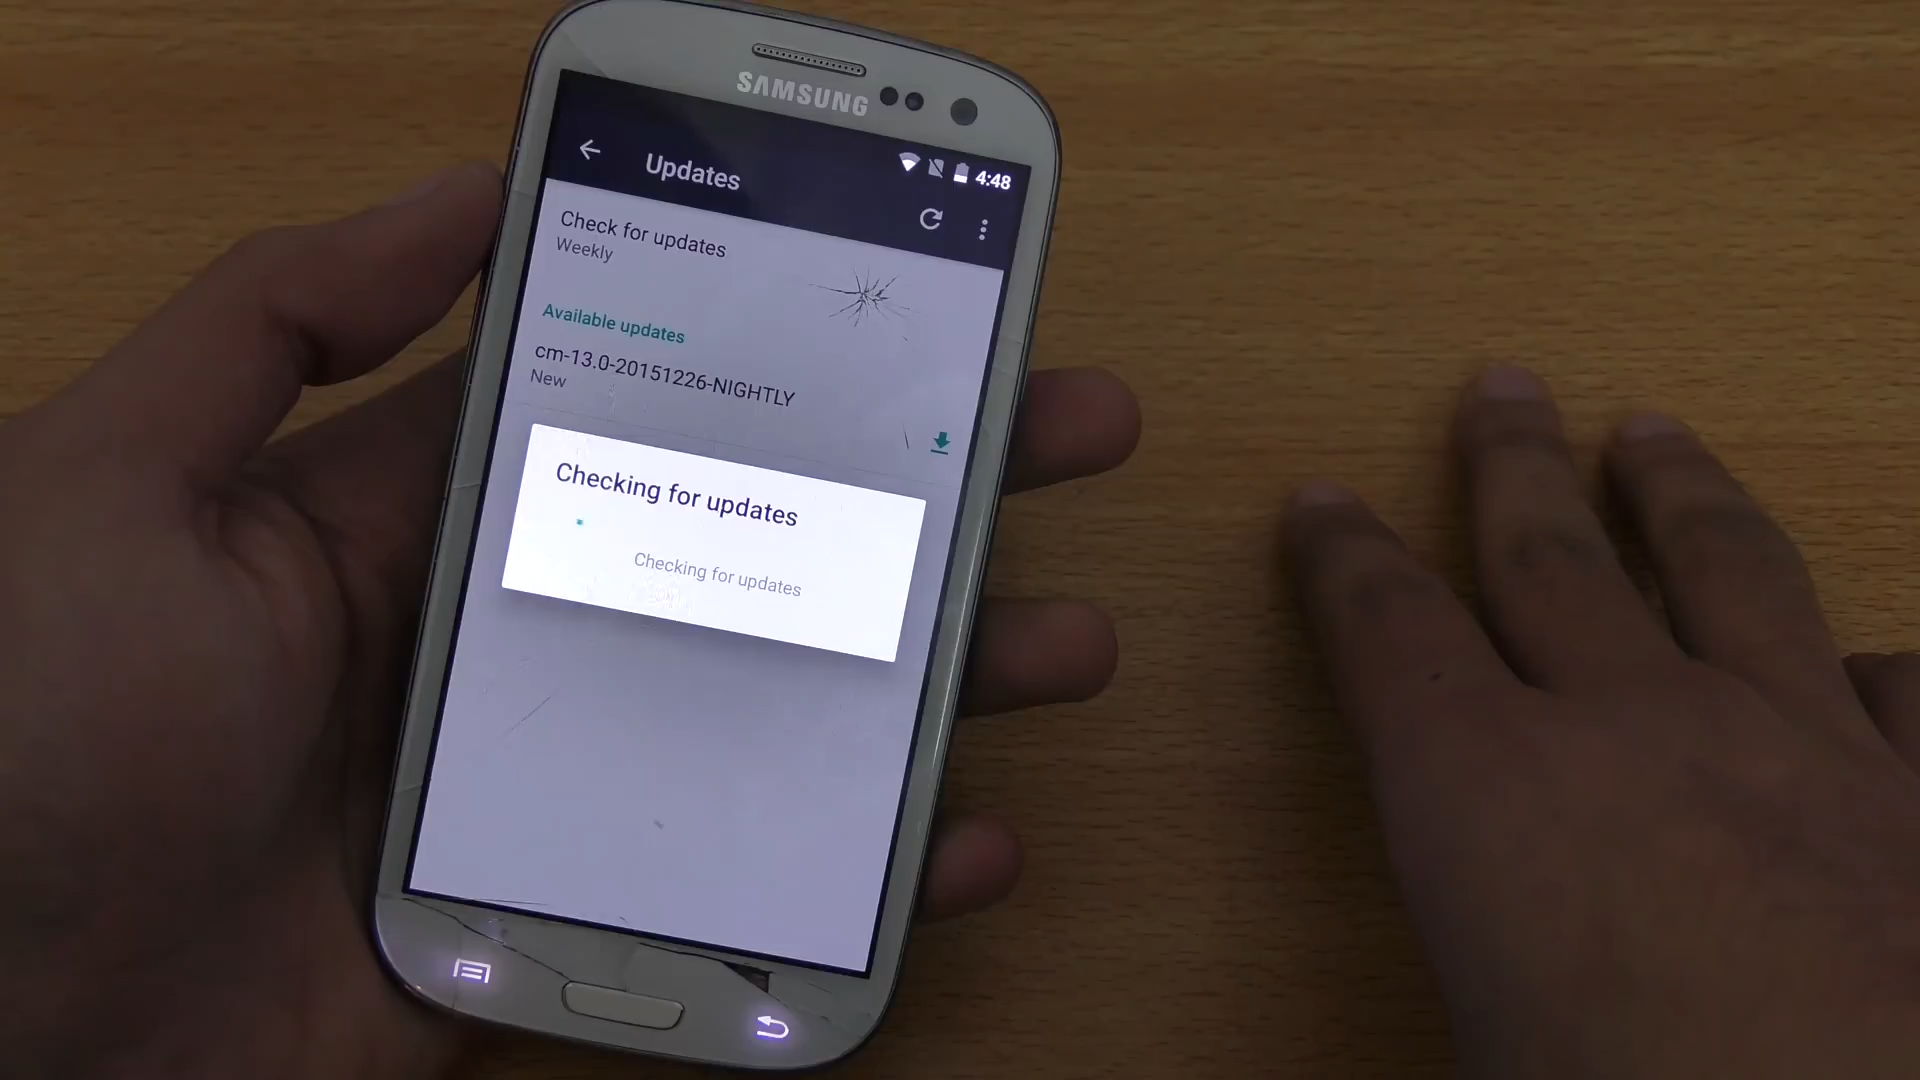 SAMSUNG
4:48
Updates
Check for updates
Weekly
Available updates
cm-13.0-20151226-NIGHTLY
New
Checking for updates
Checking for updates